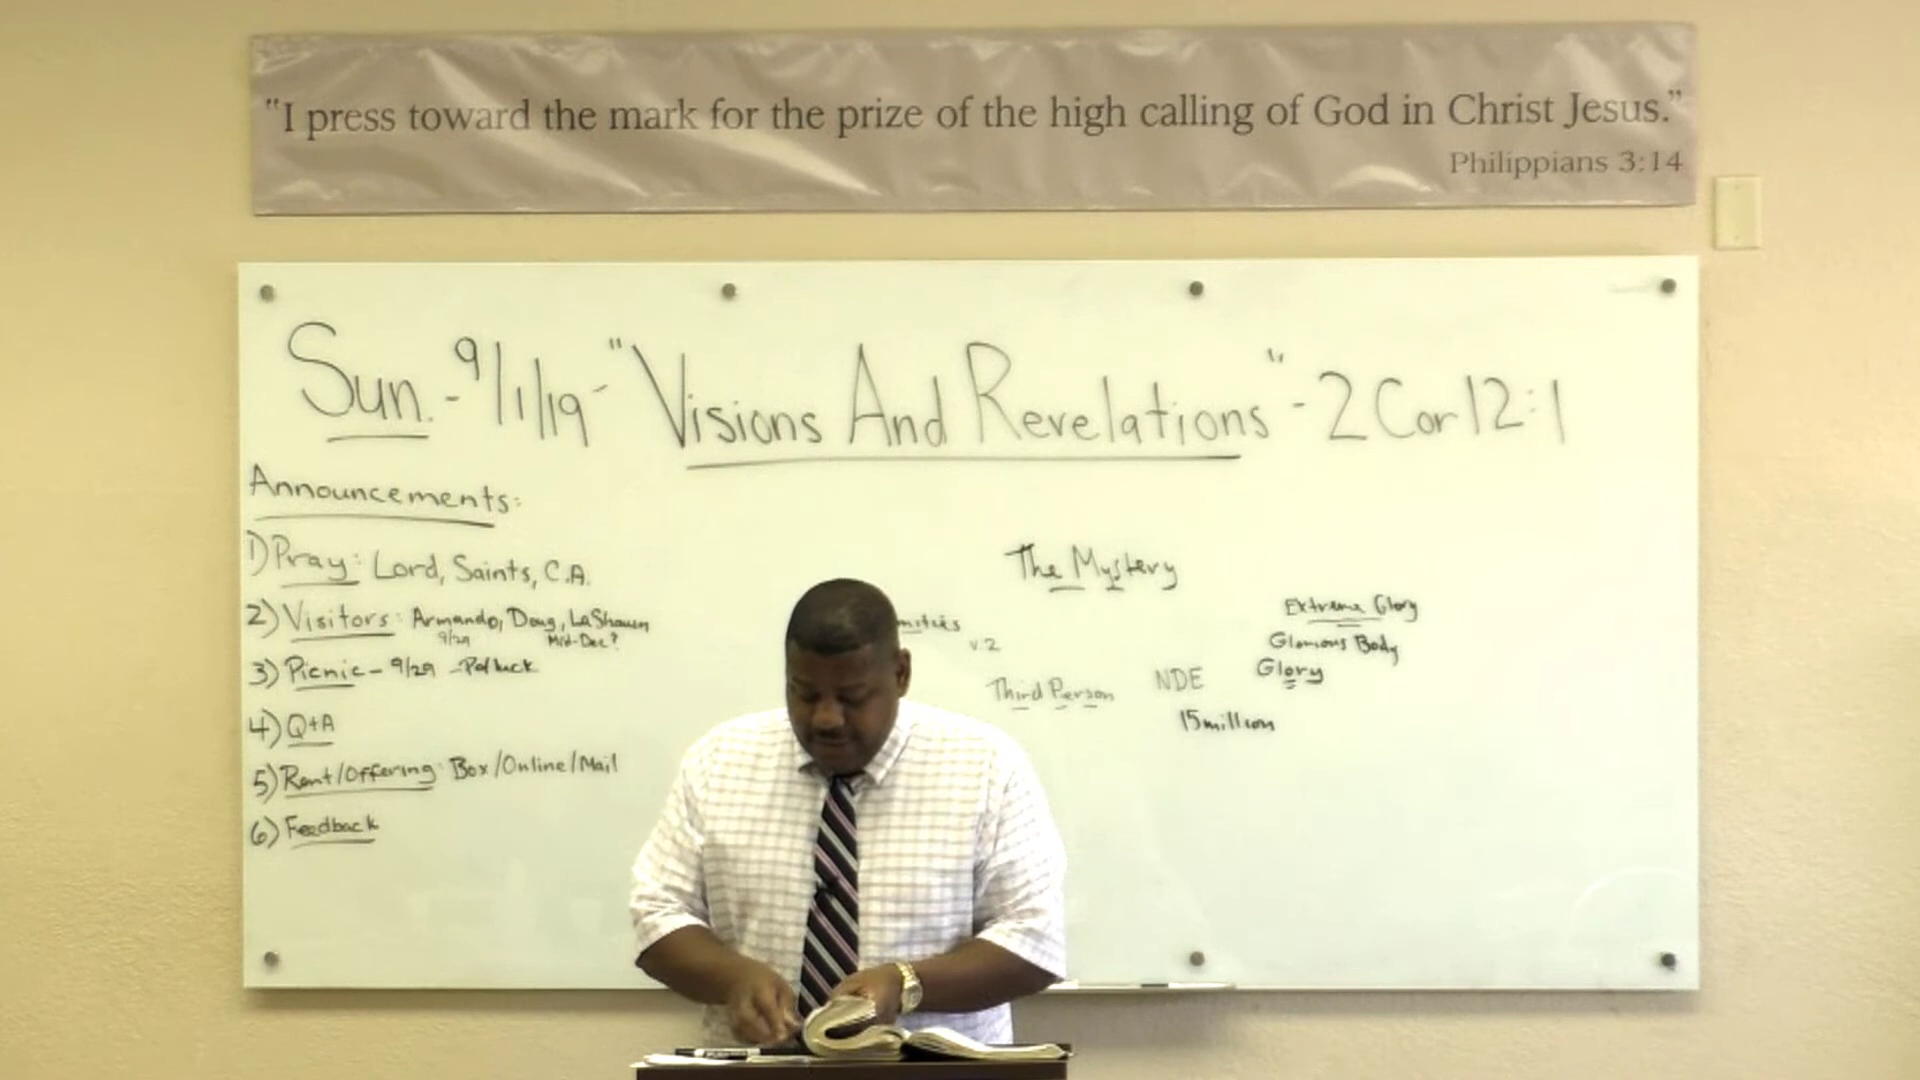 "I press toward the mark for the prize of the high calling of God in Christ Jesus."
Philippians 3:14
Sun. - 9/1/19 - "Visions And Revelations" - 2 Cor 12:1
Announcements:
1) Pray: Lord, Saints, C.A.
2) Visitors: Armando, Doug, LaShawn
9/29 Mid-Dec?
3) Picnic - 9/29 - Potluck
4) Q+A
5) Rent/Offering: Box/Online/Mail
6) Feedback
The Mystery
v.2
Third Person
NDE
15 million
Extreme Glory
Glorious Body
Glory